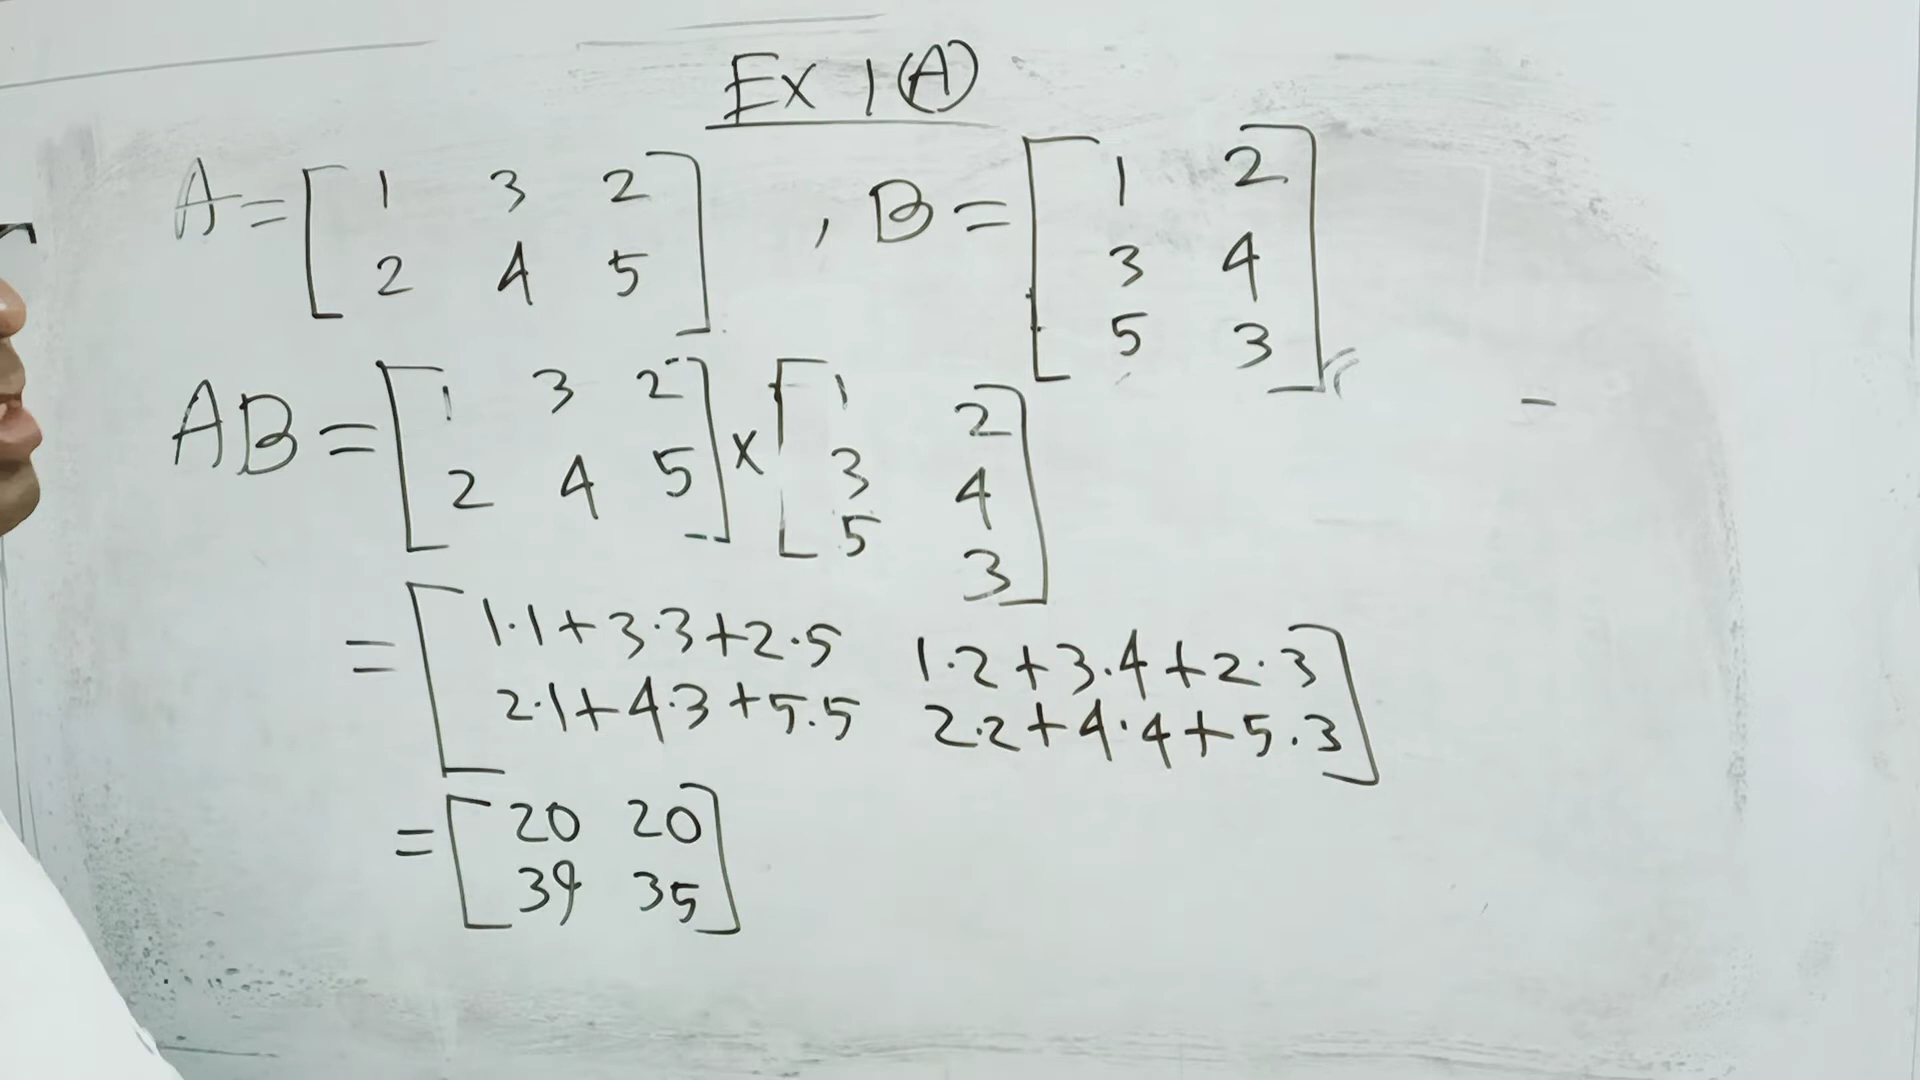 Ex 1(A)
A = [ 1 3 2 ] , B = [ 1 2 ]
2 4 5 3 4
5 3
AB = [ 1 3 2 ] x [ 1 2 ]
2 4 5 3 4
5 3
= [ 1·1+3·3+2·5 1·2+3·4+2·3 ]
2·1+4·3+5·5 2·2+4·4+5·3
= [ 20 20 ]
39 35